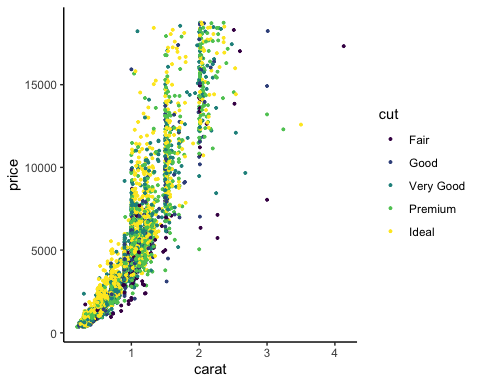 15000
10000
5000
0
price
1
2
3
4
carat
cut
Fair
Good
Very Good
Premium
Ideal